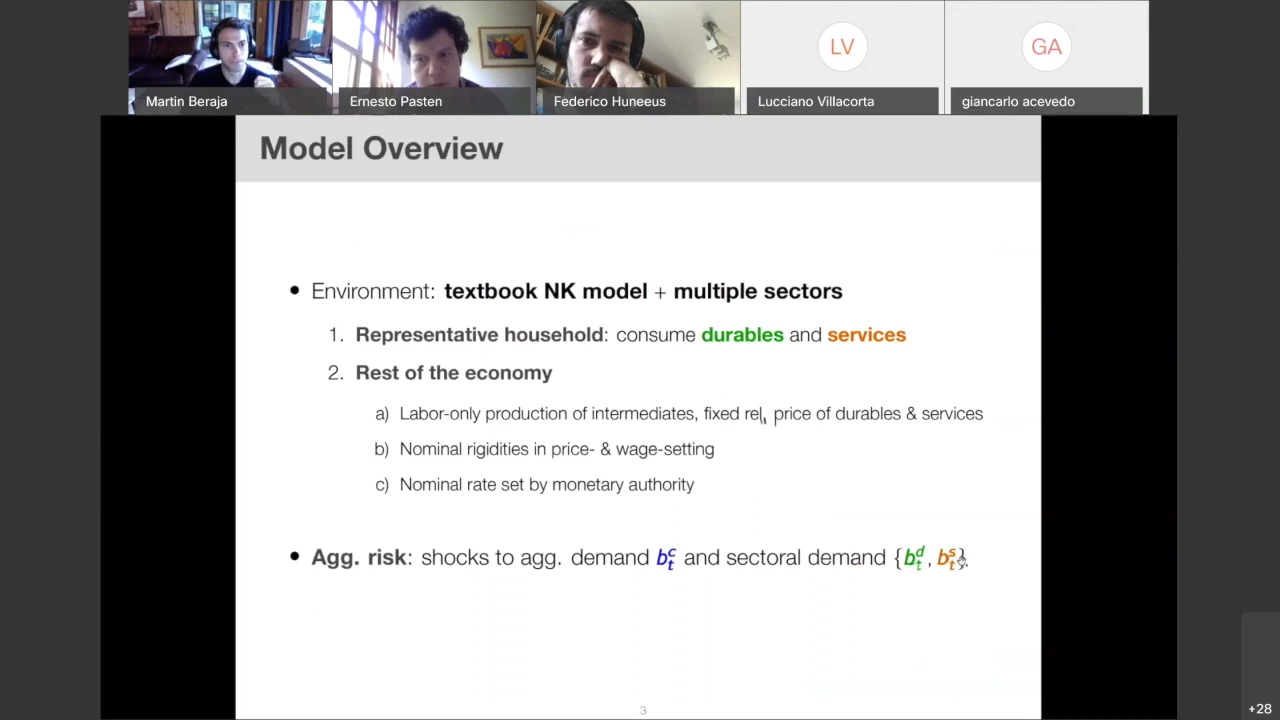 LV
GA
Martin Beraja
Ernesto Pasten
Federico Huneeus
Lucciano Villacorta
giancarlo acevedo
Model Overview
• Environment: textbook NK model + multiple sectors
1. Representative household: consume durables and services
2. Rest of the economy
a) Labor-only production of intermediates, fixed rel. price of durables & services
b) Nominal rigidities in price- & wage-setting
c) Nominal rate set by monetary authority
• Agg. risk: shocks to agg. demand b_t^c and sectoral demand {b_t^d, b_t^s}.
3
+28